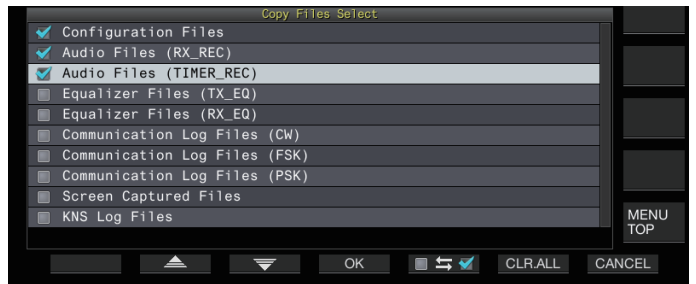 Copy Files Select
Configuration Files
Audio Files (RX_REC)
Audio Files (TIMER_REC)
Equalizer Files (TX_EQ)
Equalizer Files (RX_EQ)
Communication Log Files (CW)
Communication Log Files (FSK)
Communication Log Files (PSK)
Screen Captured Files
KNS Log Files
MENU
TOP
OK CLR.ALL CANCEL